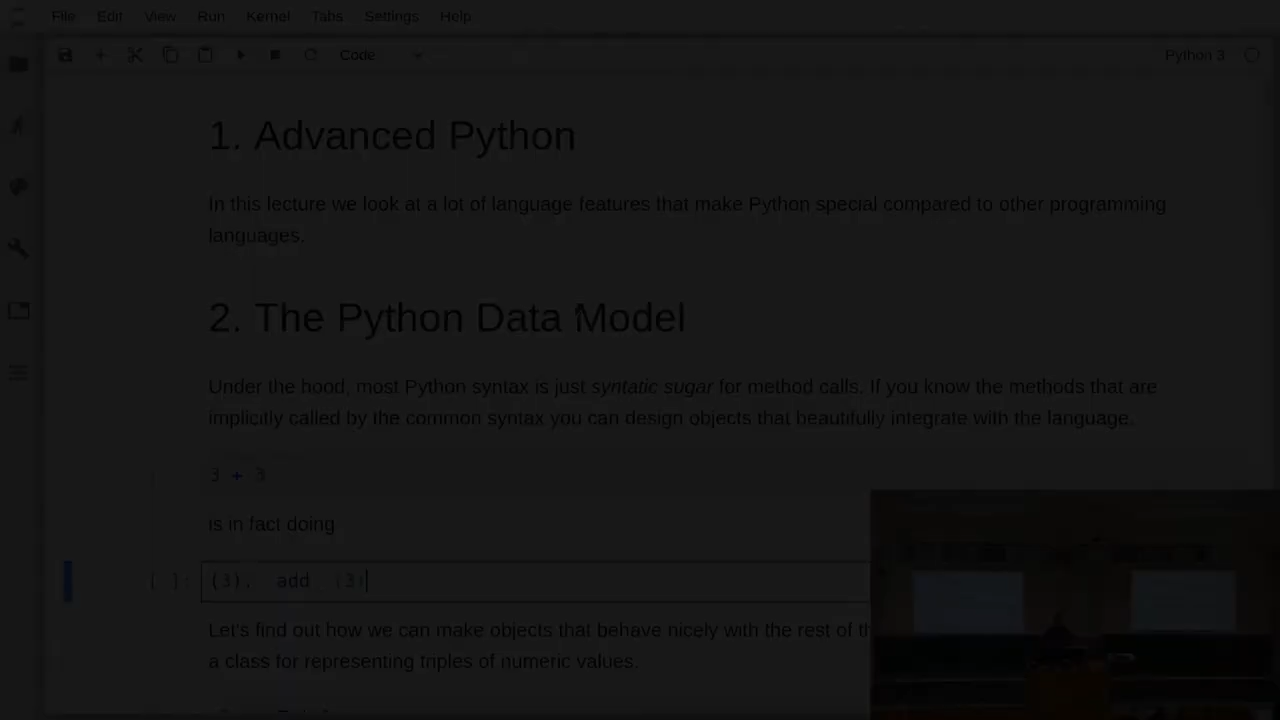 File Edit View Run Kernel Tabs Settings Help
Code Python 3
1. Advanced Python
In this lecture we look at a lot of language features that make Python special compared to other programming
languages.
2. The Python Data Model
Under the hood, most Python syntax is just syntatic sugar for method calls. If you know the methods that are
implicitly called by the common syntax you can design objects that beautifully integrate with the language.
3 + 3
is in fact doing
[ ]: (3).__add__(3)
Let's find out how we can make objects that behave nicely with the rest of
a class for representing triples of numeric values.